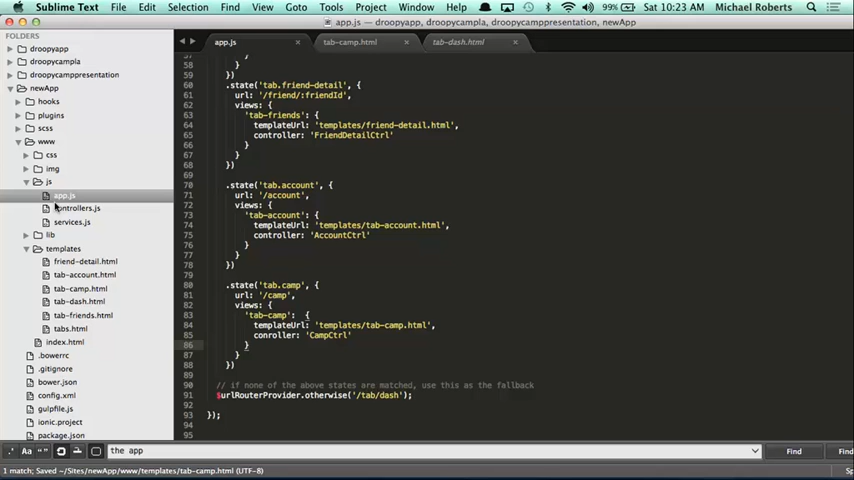 Sublime Text File Edit Selection Find View Goto Tools Project Window Help 99% Sat 10:23 AM Michael Roberts
app.js — droopyapp, droopycampla, droopycamppresentation, newApp
FOLDERS
droopyapp
droopycampla
droopycamppresentation
newApp
hooks
plugins
scss
www
css
img
js
app.js
controllers.js
services.js
lib
templates
friend-detail.html
tab-account.html
tab-camp.html
tab-dash.html
tab-friends.html
tabs.html
index.html
.bowerrc
.gitignore
bower.json
config.xml
gulpfile.js
ionic.project
package.json
app.js × tab-camp.html × tab-dash.html ×
57 }
58 }
59 })
60 .state('tab.friend-detail', {
61 url: '/friend/:friendId',
62 views: {
63 'tab-friends': {
64 templateUrl: 'templates/friend-detail.html',
65 controller: 'FriendDetailCtrl'
66 }
67 }
68 })
69
70 .state('tab.account', {
71 url: '/account',
72 views: {
73 'tab-account': {
74 templateUrl: 'templates/tab-account.html',
75 controller: 'AccountCtrl'
76 }
77 }
78 })
79
80 .state('tab.camp', {
81 url: '/camp',
82 views: {
83 'tab-camp': {
84 templateUrl: 'templates/tab-camp.html',
85 conroller: 'CampCtrl'
86 }
87 }
88 })
89
90 // if none of the above states are matched, use this as the fallback
91 $urlRouterProvider.otherwise('/tab/dash');
92
93 });
94
95
.* Aa “” the app Find Find
1 match; Saved ~/Sites/newApp/www/templates/tab-camp.html (UTF-8) Sp